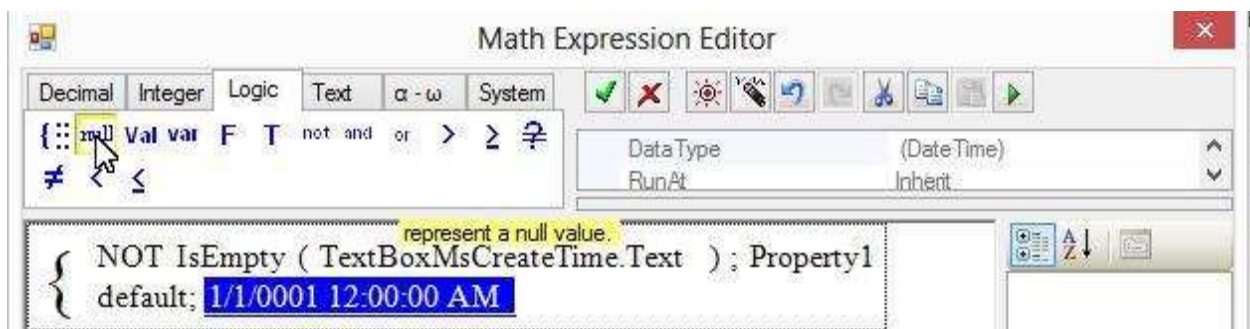 Math Expression Editor
Decimal Integer Logic Text α - ω System
{ null Val var F T not and or > ≥ ?
≠ < ≤
DataType (DateTime)
RunAt Inherit
represent a null value.
NOT IsEmpty ( TextBoxMsCreateTime.Text ) ; Property1
default; 1/1/0001 12:00:00 AM